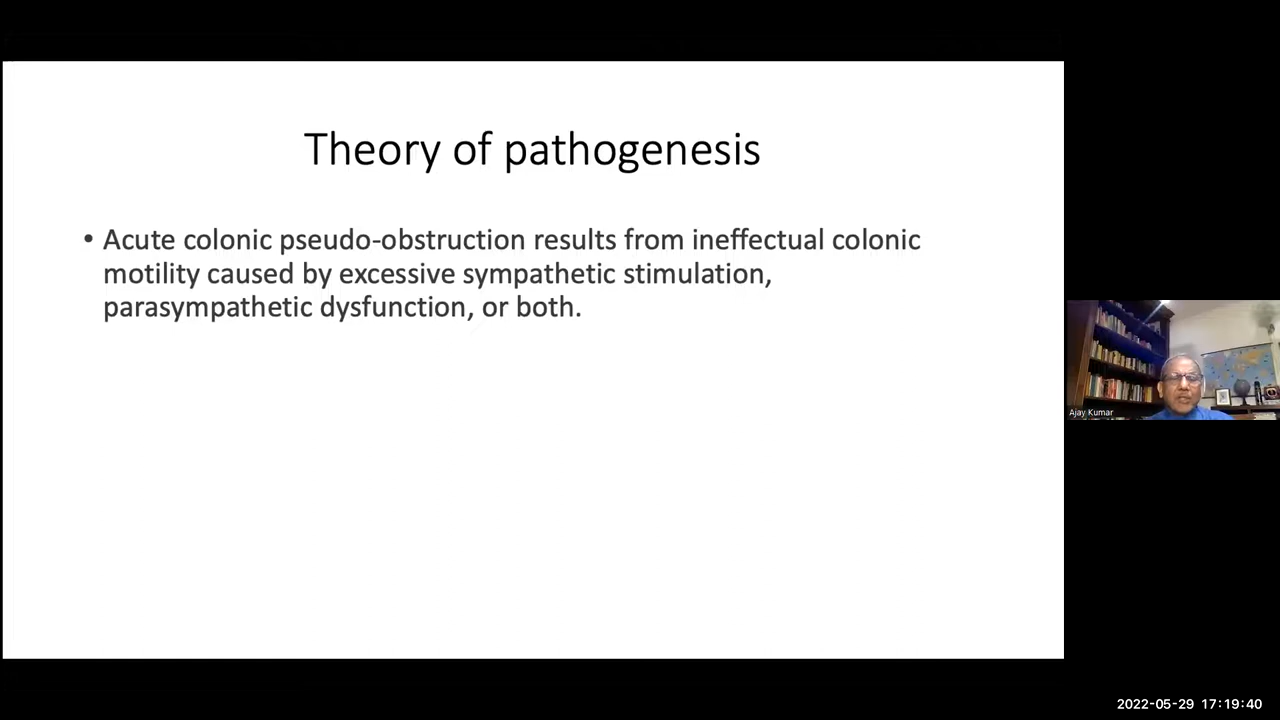 Theory of pathogenesis
• Acute colonic pseudo-obstruction results from ineffectual colonic
motility caused by excessive sympathetic stimulation,
parasympathetic dysfunction, or both.
Ajay Kumar
2022-05-29 17:19:40